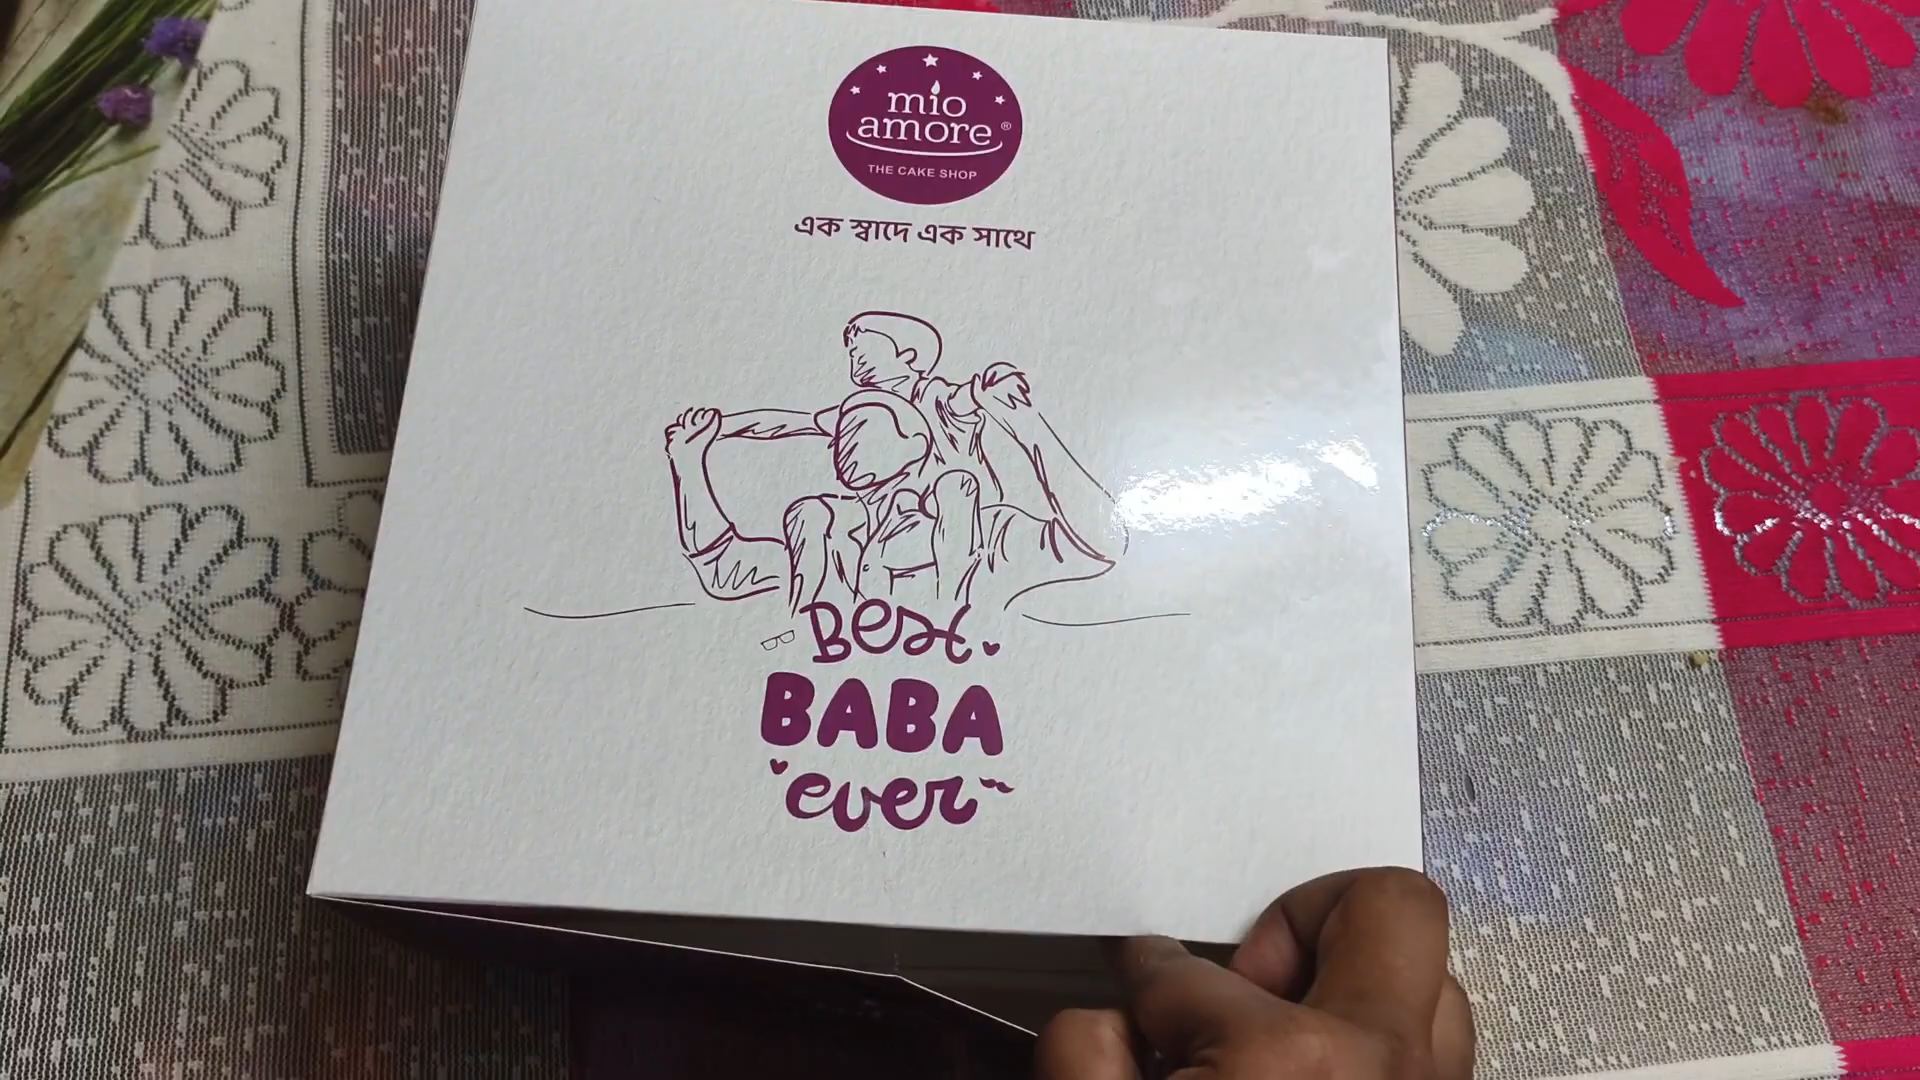 mio
amore®
THE CAKE SHOP
এক স্বাদে এক সাথে
Best
BABA
ever